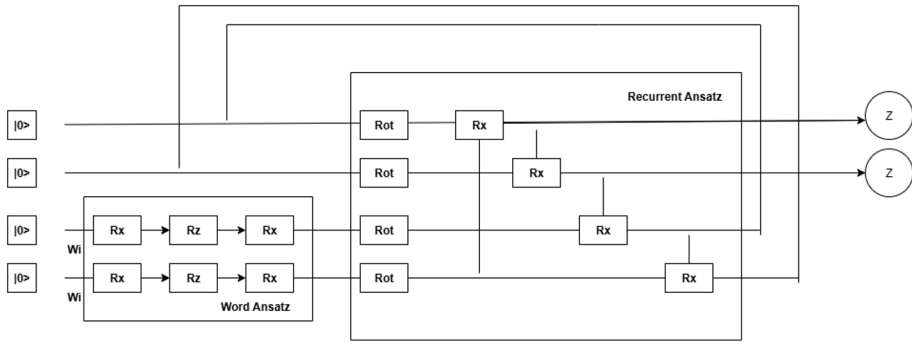 Recurrent Ansatz
|0> Rot Rx Z
|0> Rot Rx Z
|0> Rx Rz Rx Rot Rx
Wi
|0> Rx Rz Rx Rot Rx
Wi
Word Ansatz